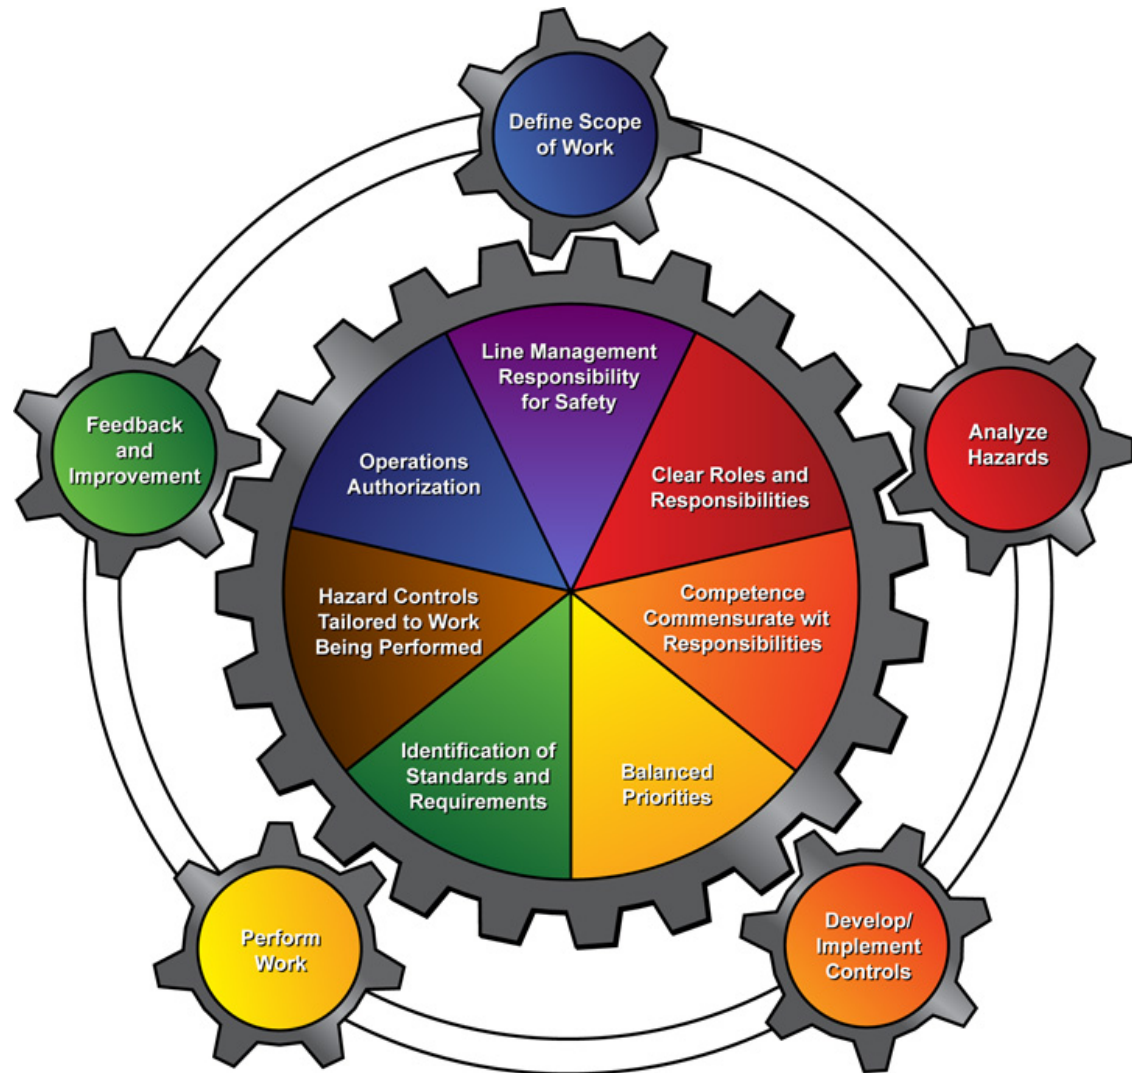 Define Scope
of Work
Analyze
Hazards
Develop/
Implement
Controls
Perform
Work
Feedback
and
Improvement
Line Management
Responsibility
for Safety
Clear Roles and
Responsibilities
Competence
Commensurate wit
Responsibilities
Balanced
Priorities
Identification of
Standards and
Requirements
Hazard Controls
Tailored to Work
Being Performed
Operations
Authorization